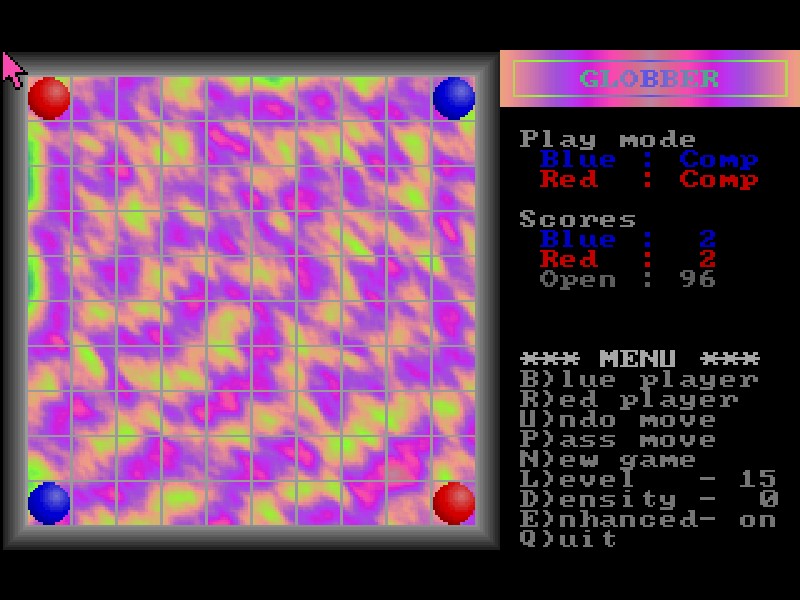 GLOBBER
Play mode
Blue : Comp
Red : Comp
Scores
Blue : 2
Red : 2
Open : 96
*** MENU ***
B)lue player
R)ed player
U)ndo move
P)ass move
N)ew game
L)evel - 15
D)ensity - 0
E)nhanced- on
Q)uit